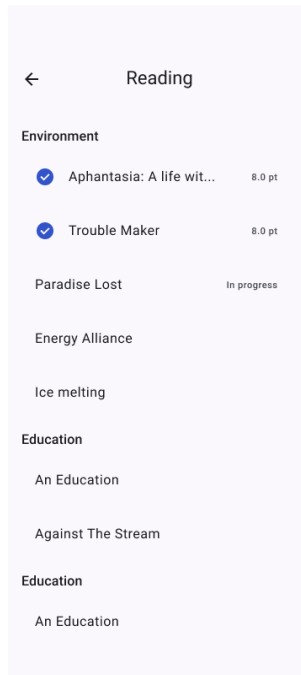 Reading
Environment
Aphantasia: A life wit... 8.0 pt
Trouble Maker 8.0 pt
Paradise Lost In progress
Energy Alliance
Ice melting
Education
An Education
Against The Stream
Education
An Education